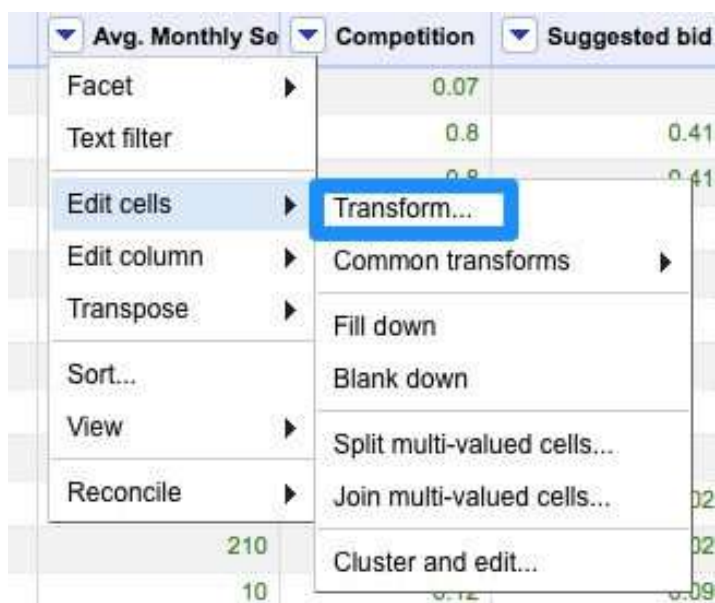 Avg. Monthly Se Competition Suggested bid
Facet
0.07
Text filter
0.8 0.41
Edit cells
Transform...
Edit column
Common transforms
Transpose
Fill down
Sort...
Blank down
View
Split multi-valued cells...
Reconcile
Join multi-valued cells...
210
Cluster and edit...
10